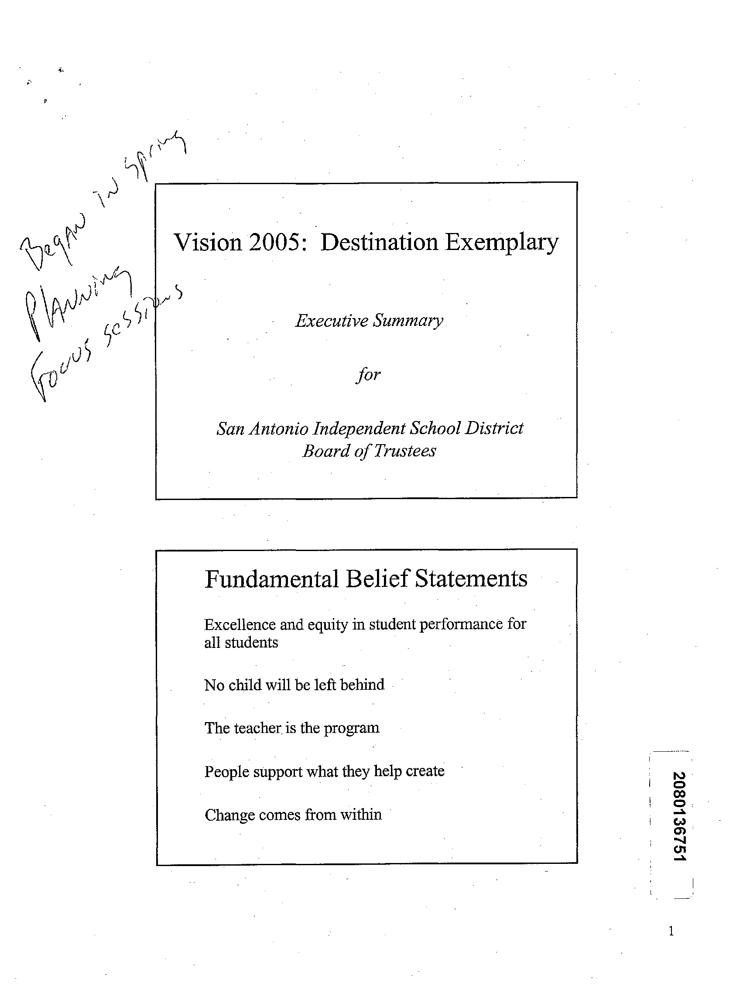 Began in Spring
Planning
Focus sessions
Vision 2005: Destination Exemplary
Executive Summary
for
San Antonio Independent School District
Board of Trustees
Fundamental Belief Statements
Excellence and equity in student performance for
all students
No child will be left behind
The teacher is the program
People support what they help create
Change comes from within
2080136751
1